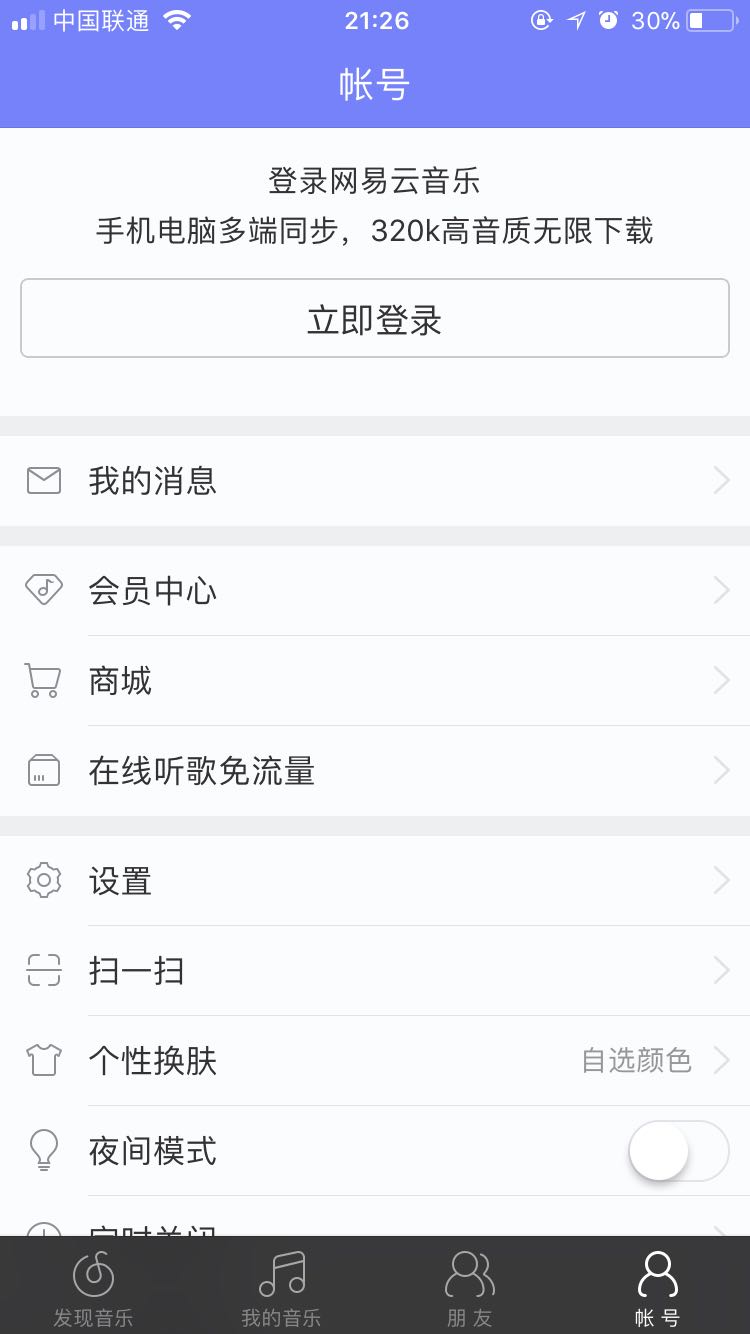 中国联通
21:26
30%
帐号
登录网易云音乐
手机电脑多端同步，320k高音质无限下载
立即登录
我的消息
会员中心
商城
在线听歌免流量
设置
扫一扫
个性换肤
自选颜色
夜间模式
定时关闭
发现音乐
我的音乐
朋友
帐号